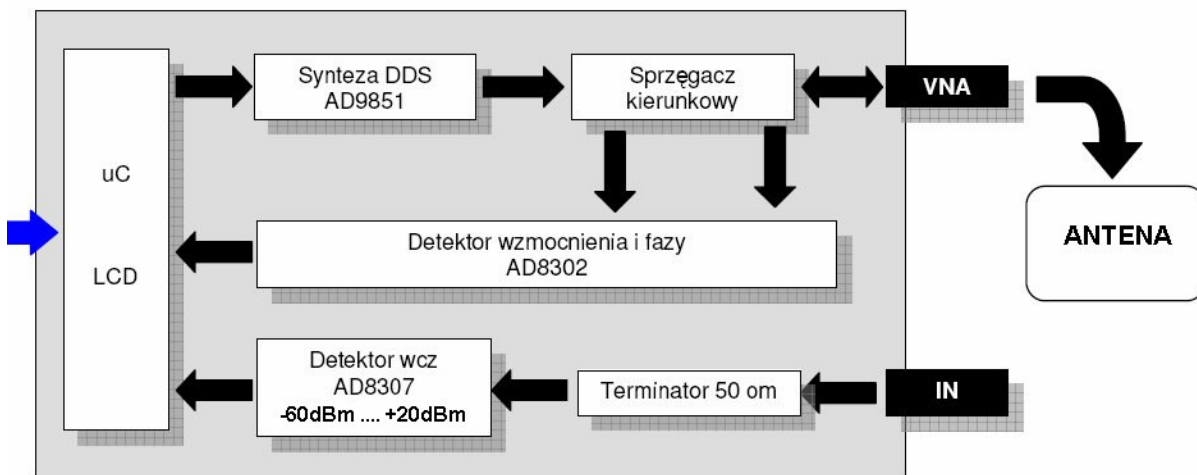 Synteza DDS
AD9851
Sprzęgacz
kierunkowy
VNA
uC
LCD
Detektor wzmocnienia i fazy
AD8302
ANTENA
Detektor wcz
AD8307
-60dBm .... +20dBm
Terminator 50 om
IN